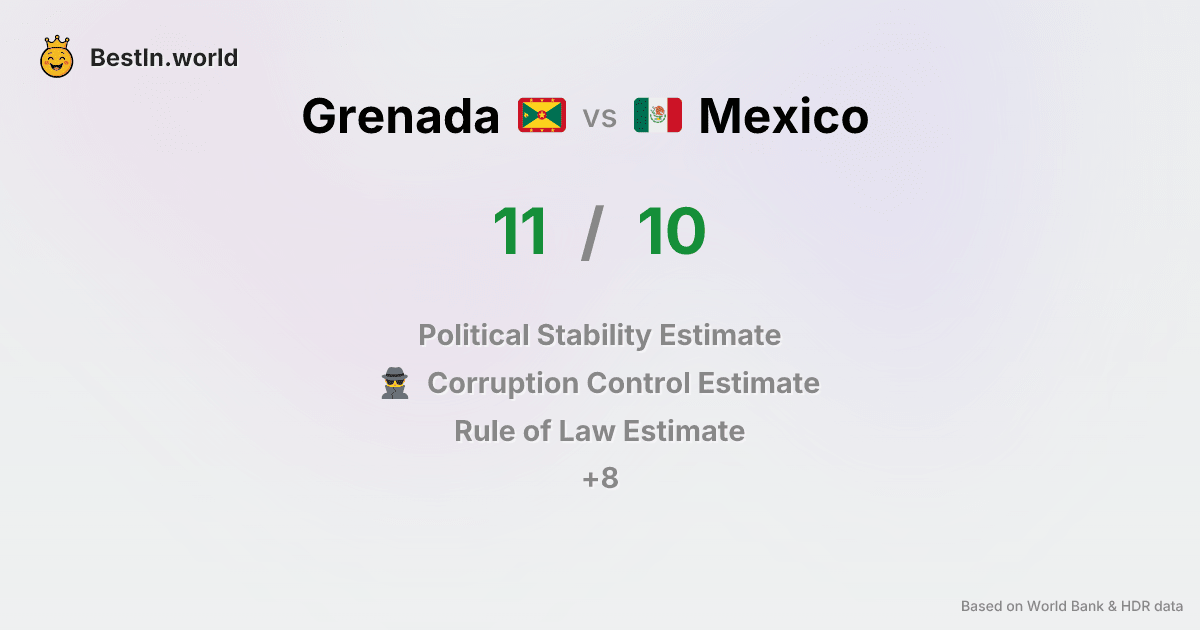 BestIn.world
Grenada vs Mexico
11 / 10
Political Stability Estimate
Corruption Control Estimate
Rule of Law Estimate
+8
Based on World Bank & HDR data